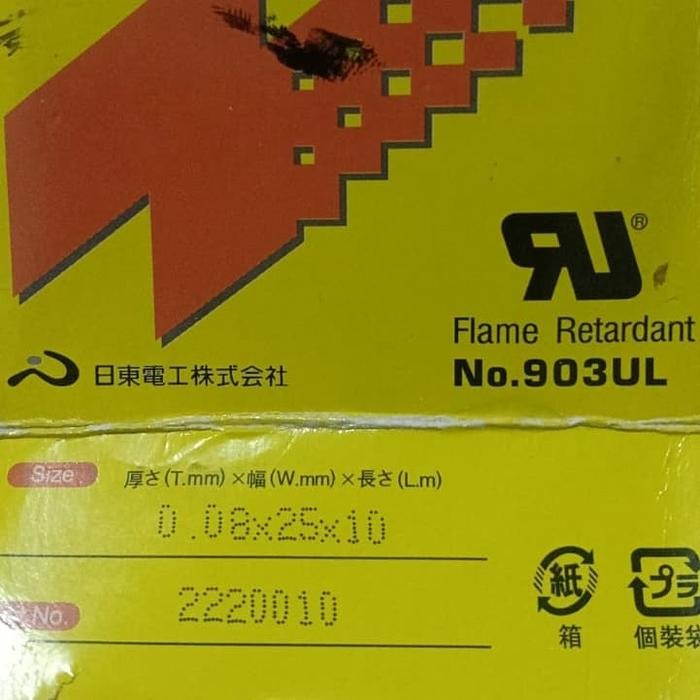 RU®
Flame Retardant
No.903UL
日東電工株式会社
Size
厚さ(T.mm)×幅(W.mm)×長さ(L.m)
0.08x25x10
No.
2220010
紙
箱
プラ
個装袋